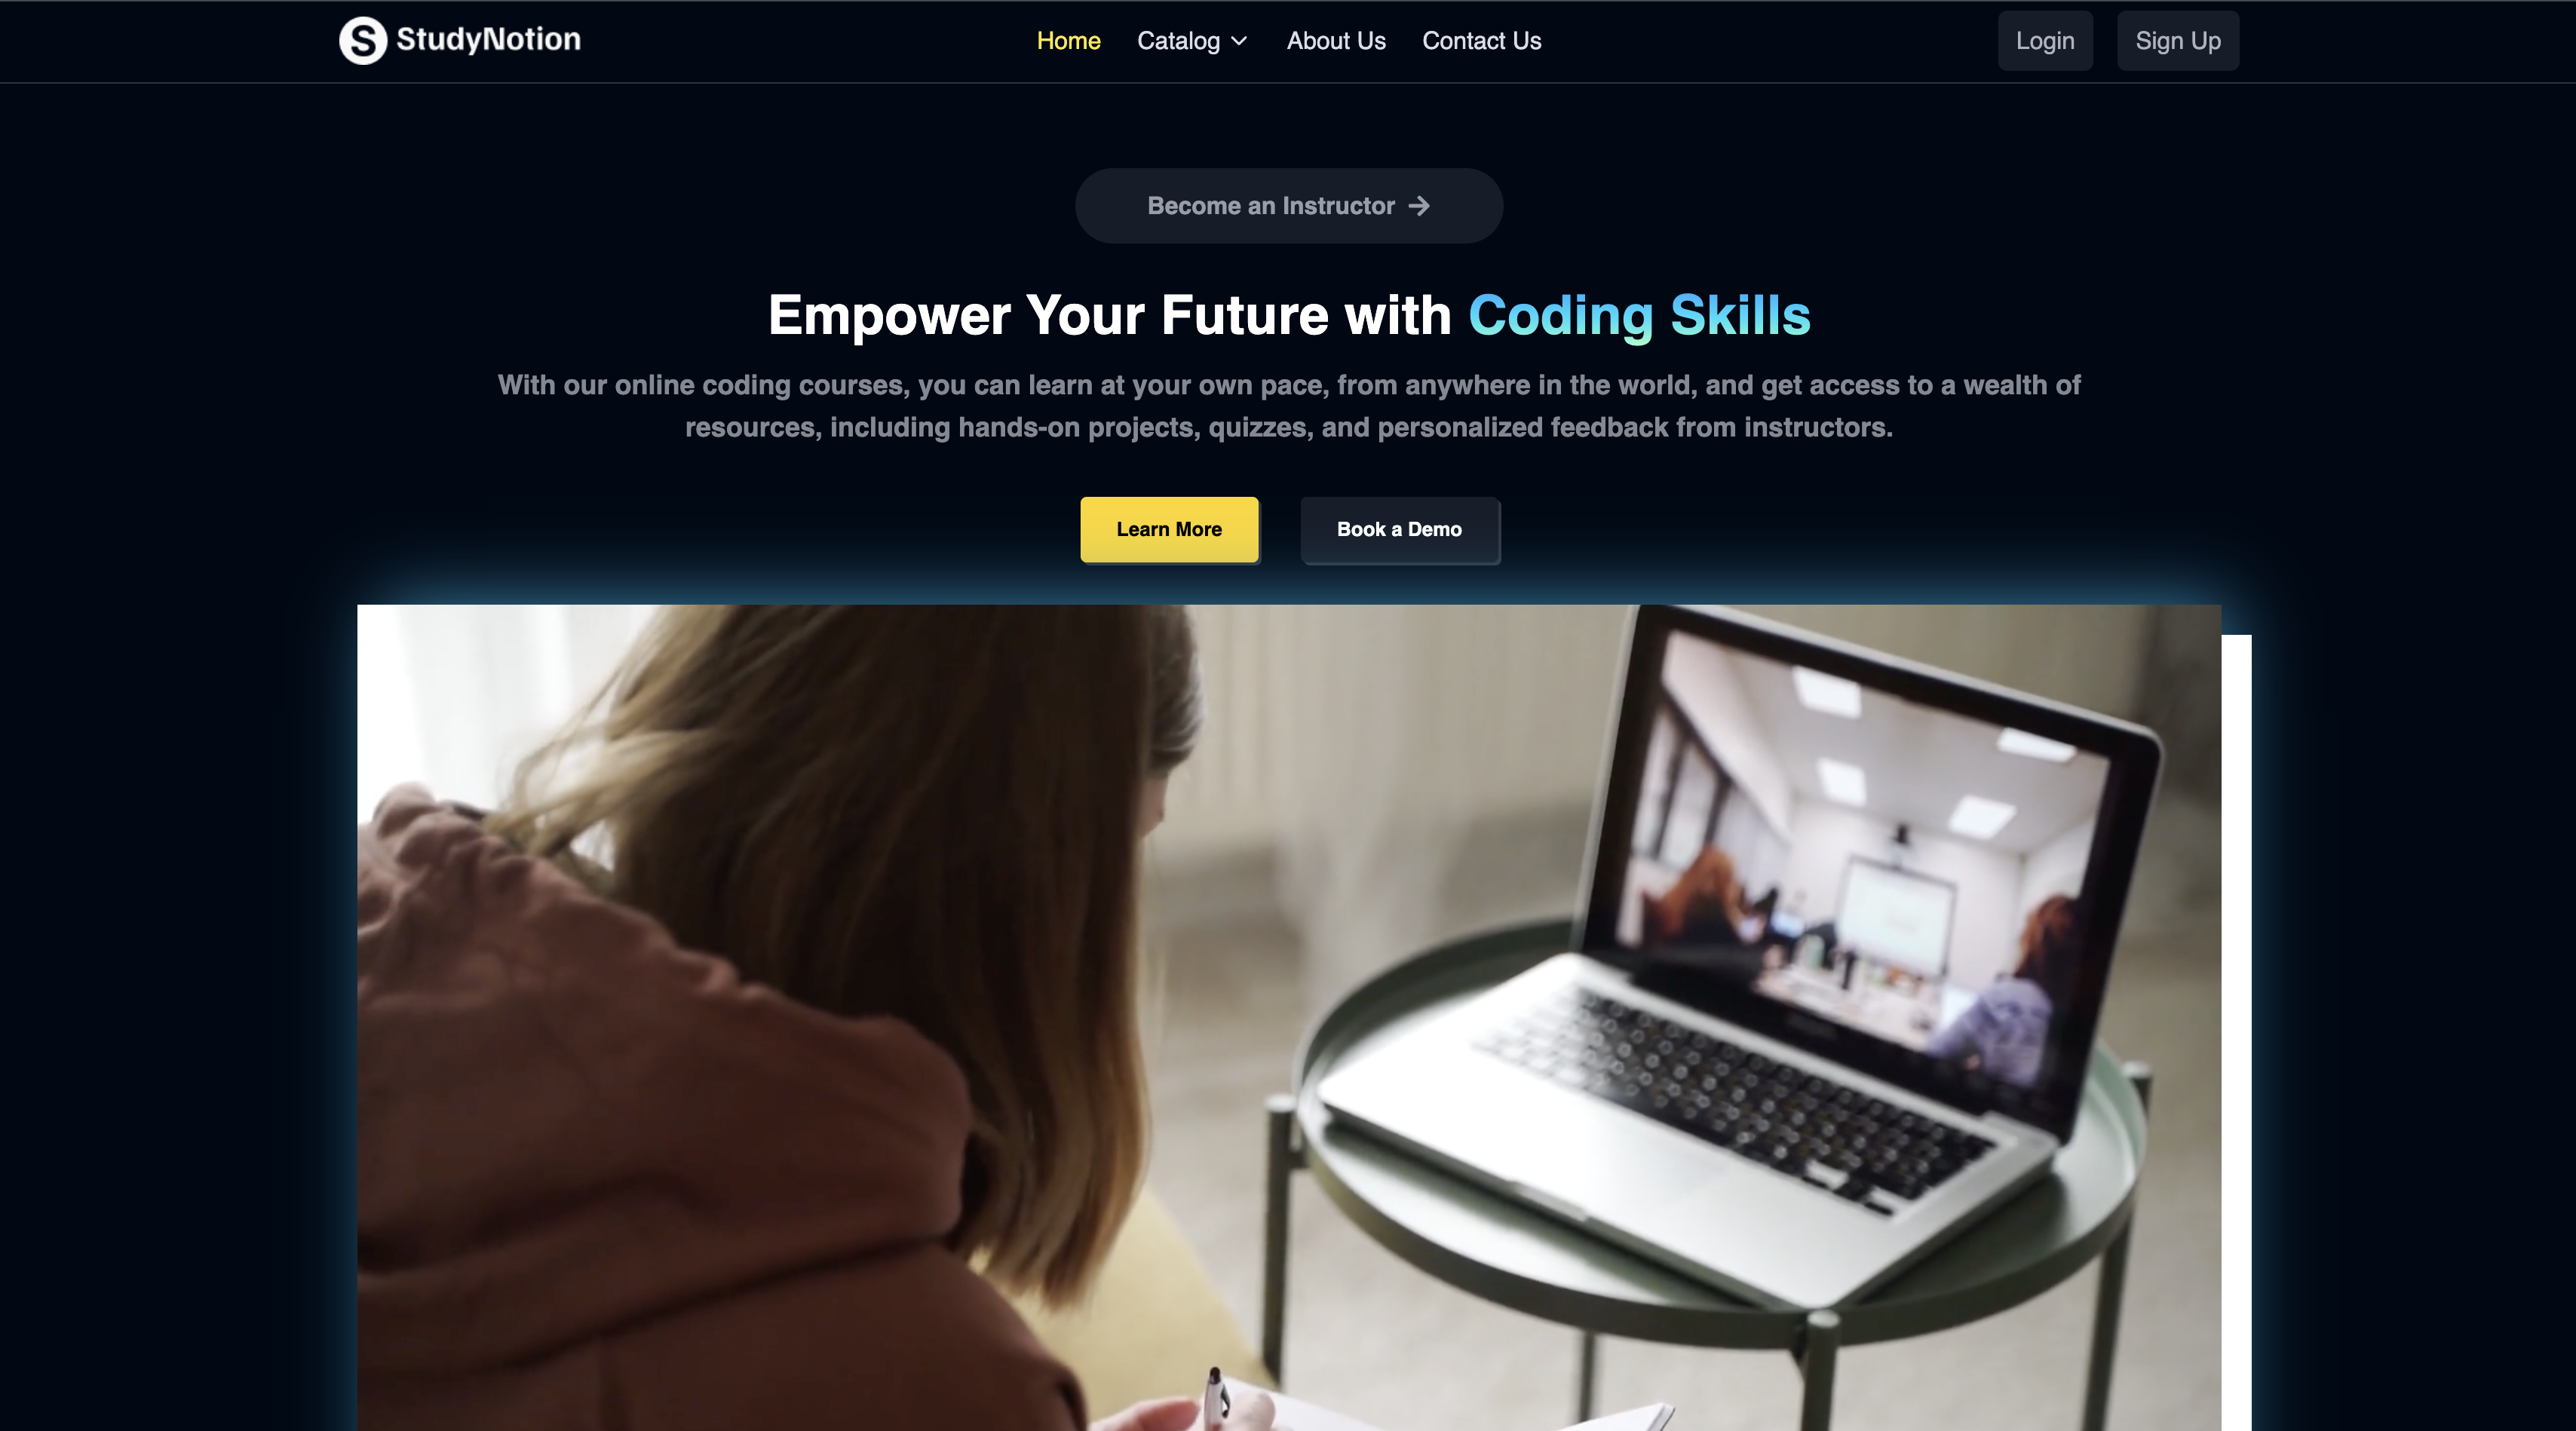 StudyNotion
Home Catalog About Us Contact Us
Login Sign Up
Become an Instructor →
Empower Your Future with Coding Skills
With our online coding courses, you can learn at your own pace, from anywhere in the world, and get access to a wealth of
resources, including hands-on projects, quizzes, and personalized feedback from instructors.
Learn More Book a Demo